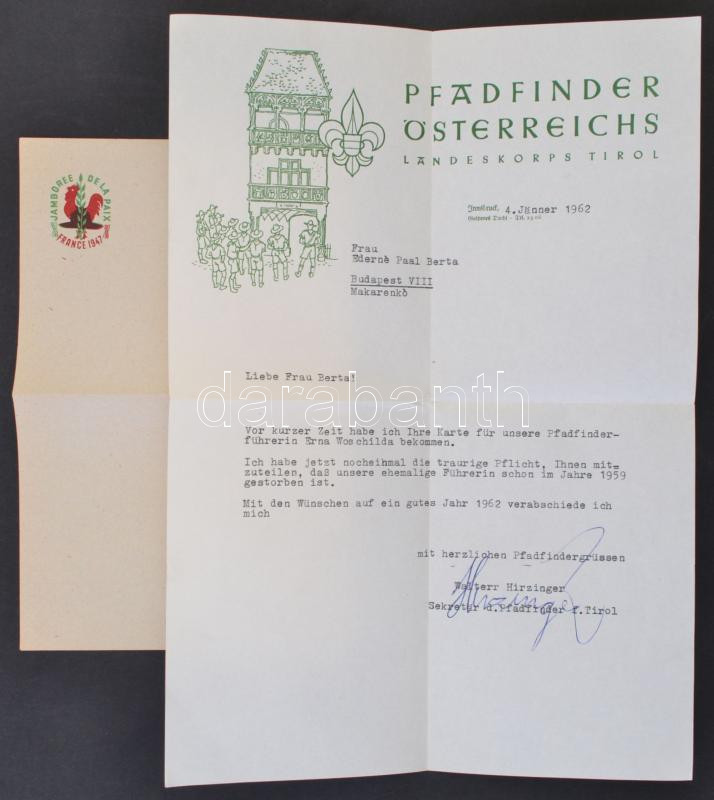 JAMBOREE DE LA PAIX
FRANCE 1947
PFADFINDER
ÖSTERREICHS
LANDESKORPS TIROL
Innsbruck, 4. Jänner 1962
Frau
Edernè Paal Berta
Budapest VIII
Makarenkò
Liebe Frau Berta!
darabanth
Vor kurzer Zeit habe ich Ihre Karte für unsere Pfadfinder-
führerin Erna Woschilda bekommen.
Ich habe jetzt nocheinmal die traurige Pflicht, Ihnen mit=
zuteilen, daß unsere ehemalige Führerin schon im Jahre 1959
gestorben ist.
Mit den Wünschen auf ein gutes Jahr 1962 verabschiede ich
mich
mit herzlichen Pfadfindergrüssen
Walterr Hirzinger
Hirzinger
Sekretär d.Pfadfinder f.Tirol